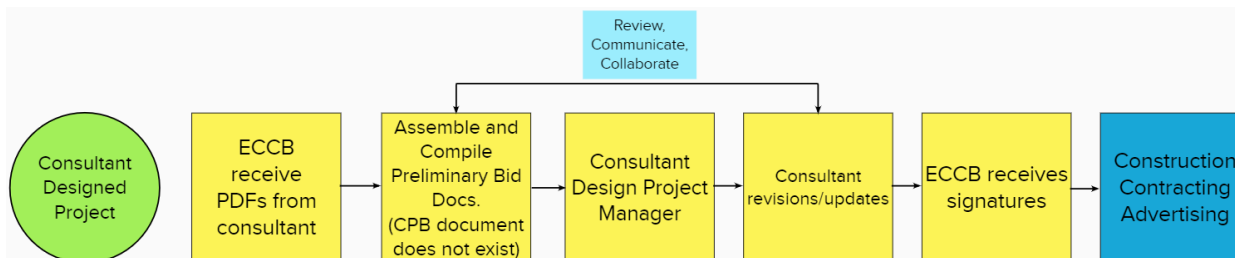 Review,
Communicate,
Collaborate
Consultant
Designed
Project
ECCB
receive
PDFs from
consultant
Assemble and
Compile
Preliminary Bid
Docs.
(CPB document
does not exist)
Consultant
Design Project
Manager
Consultant
revisions/updates
ECCB receives
signatures
Construction
Contracting
Advertising